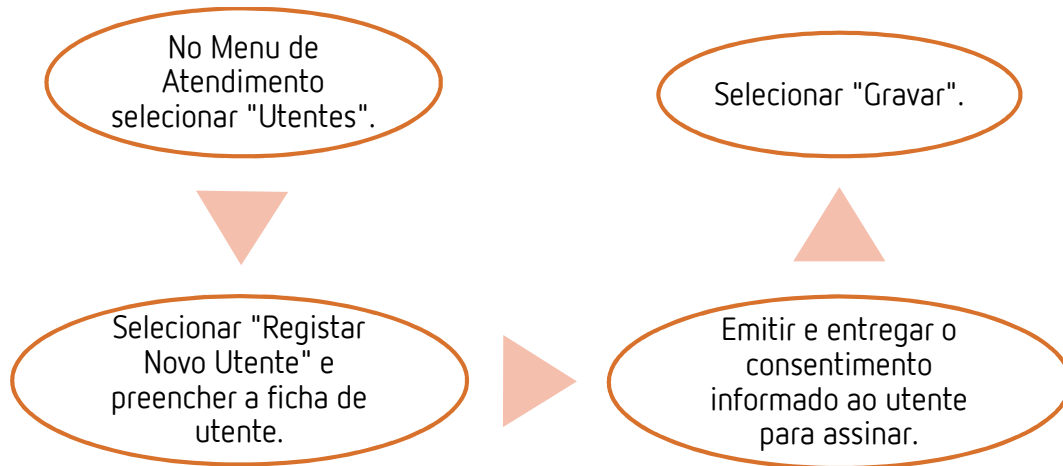 No Menu de
Atendimento
selecionar "Utentes".
Selecionar "Registar
Novo Utente" e
preencher a ficha de
utente.
Emitir e entregar o
consentimento
informado ao utente
para assinar.
Selecionar "Gravar".